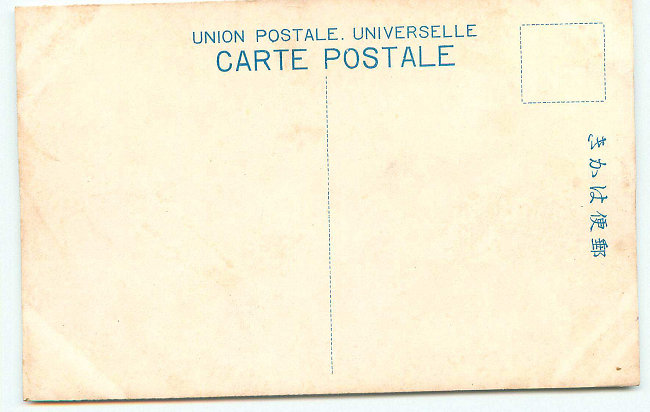 UNION POSTALE. UNIVERSELLE
CARTE POSTALE
郵便はかき